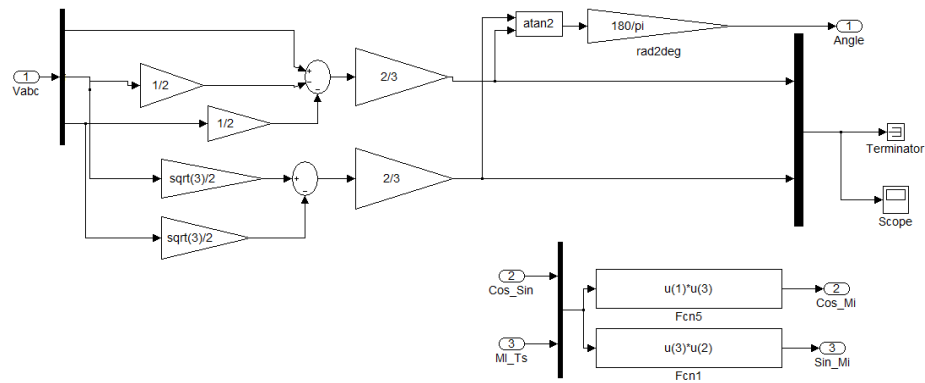 1
Vabc
1/2
1/2
sqrt(3)/2
sqrt(3)/2
+
−
−
+
−
2/3
2/3
atan2
180/pi
rad2deg
1
Angle
Terminator
Scope
2
Cos_Sin
3
MI_Ts
u(1)*u(3)
Fcn5
u(3)*u(2)
Fcn1
2
Cos_Mi
3
Sin_Mi